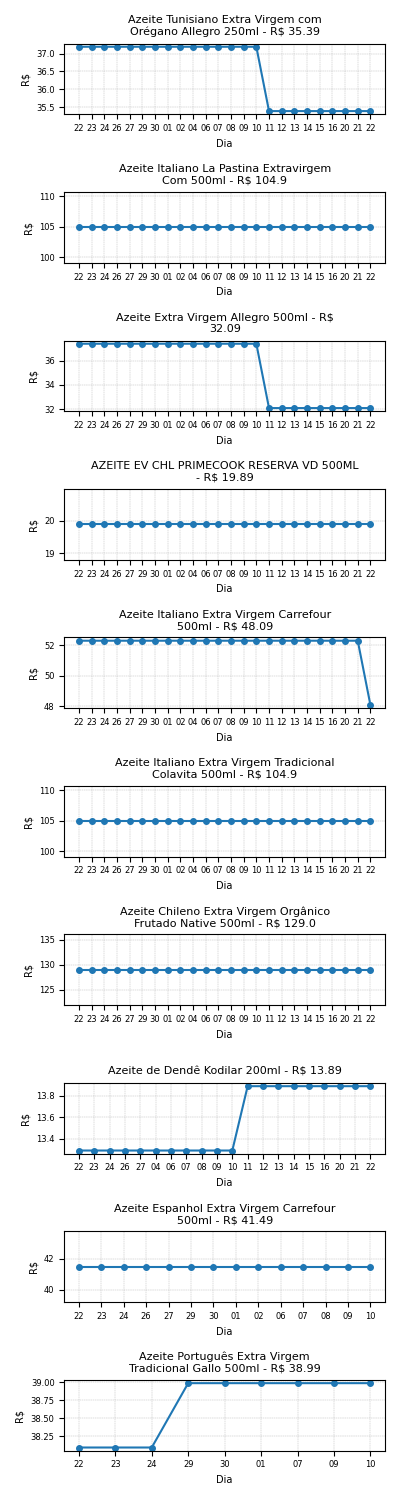 Azeite Tunisiano Extra Virgem com
Orégano Allegro 250ml - R$ 35.39
37.0
36.5
36.0
35.5
R$
22 23 24 26 27 29 30 01 02 04 06 07 08 09 10 11 12 13 14 15 16 20 21 22
Dia
Azeite Italiano La Pastina Extravirgem
Com 500ml - R$ 104.9
110
105
100
R$
22 23 24 26 27 29 30 01 02 04 06 07 08 09 10 11 12 13 14 15 16 20 21 22
Dia
Azeite Extra Virgem Allegro 500ml - R$
32.09
36
34
32
R$
22 23 24 26 27 29 30 01 02 04 06 07 08 09 10 11 12 13 14 15 16 20 21 22
Dia
AZEITE EV CHL PRIMECOOK RESERVA VD 500ML
- R$ 19.89
20
19
R$
22 23 24 26 27 29 30 01 02 04 06 07 08 09 10 11 12 13 14 15 16 20 21 22
Dia
Azeite Italiano Extra Virgem Carrefour
500ml - R$ 48.09
52
50
48
R$
22 23 24 26 27 29 30 01 02 04 06 07 08 09 10 11 12 13 14 15 16 20 21 22
Dia
Azeite Italiano Extra Virgem Tradicional
Colavita 500ml - R$ 104.9
110
105
100
R$
22 23 24 26 27 29 30 01 02 04 06 07 08 09 10 11 12 13 14 15 16 20 21 22
Dia
Azeite Chileno Extra Virgem Orgânico
Frutado Native 500ml - R$ 129.0
135
130
125
R$
22 23 24 26 27 29 30 01 02 04 06 07 08 09 10 11 12 13 14 15 16 20 21 22
Dia
Azeite de Dendê Kodilar 200ml - R$ 13.89
13.8
13.6
13.4
R$
22 23 24 26 27 04 06 07 08 09 10 11 12 13 14 15 16 20 21 22
Dia
Azeite Espanhol Extra Virgem Carrefour
500ml - R$ 41.49
42
40
R$
22 23 24 26 27 29 30 01 02 06 07 08 09 10
Dia
Azeite Português Extra Virgem
Tradicional Gallo 500ml - R$ 38.99
39.00
38.75
38.50
38.25
R$
22 23 24 29 30 01 07 09 10
Dia